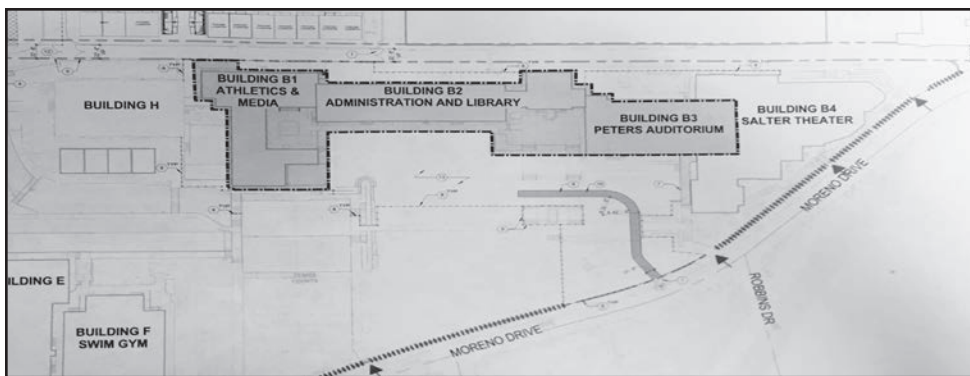 BUILDING H
BUILDING B1
ATHLETICS &
MEDIA
BUILDING B2
ADMINISTRATION AND LIBRARY
BUILDING B3
PETERS AUDITORIUM
BUILDING B4
SALTER THEATER
MORENO DRIVE
ROBBINS DR
MORENO DRIVE
ILDING E
BUILDING F
SWIM GYM